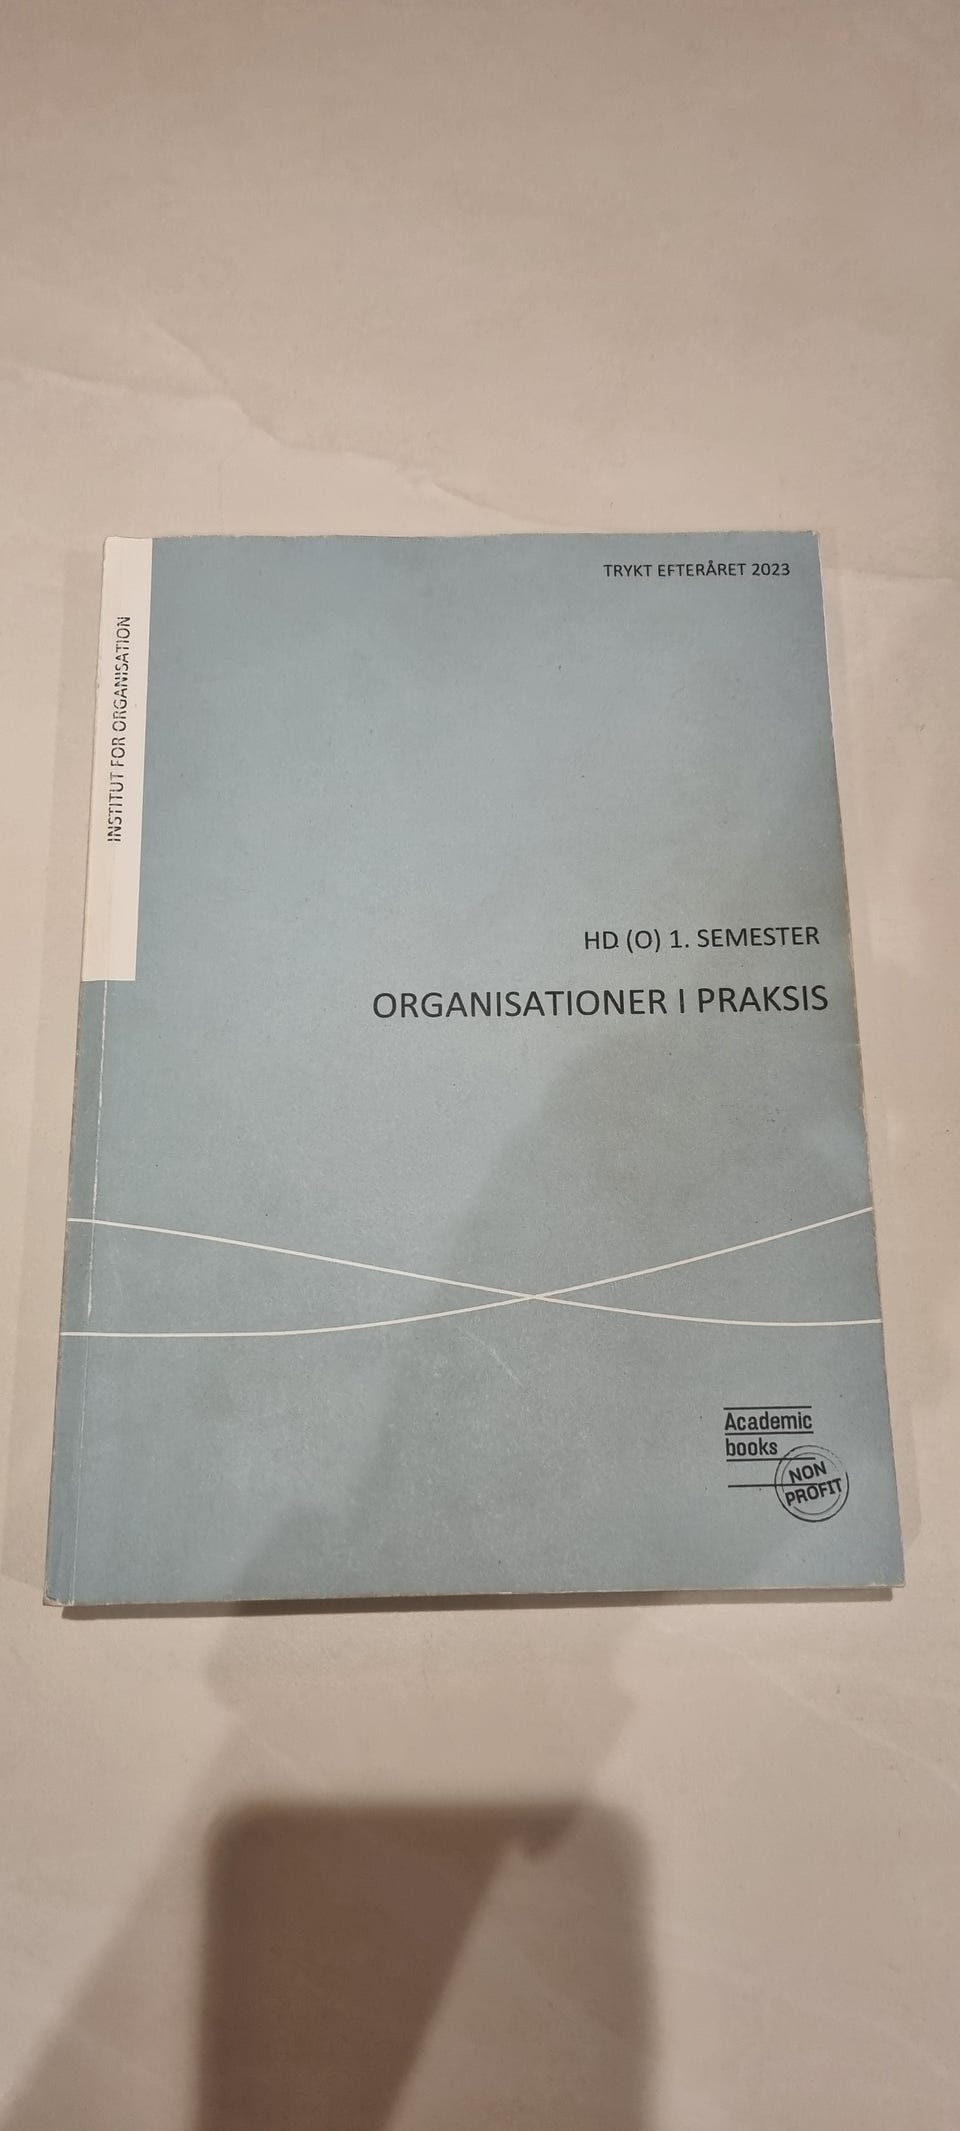 TRYKT EFTERÅRET 2023
INSTITUT FOR ORGANISATION
HD (O) 1. SEMESTER
ORGANISATIONER I PRAKSIS
Academic
books
NON
PROFIT